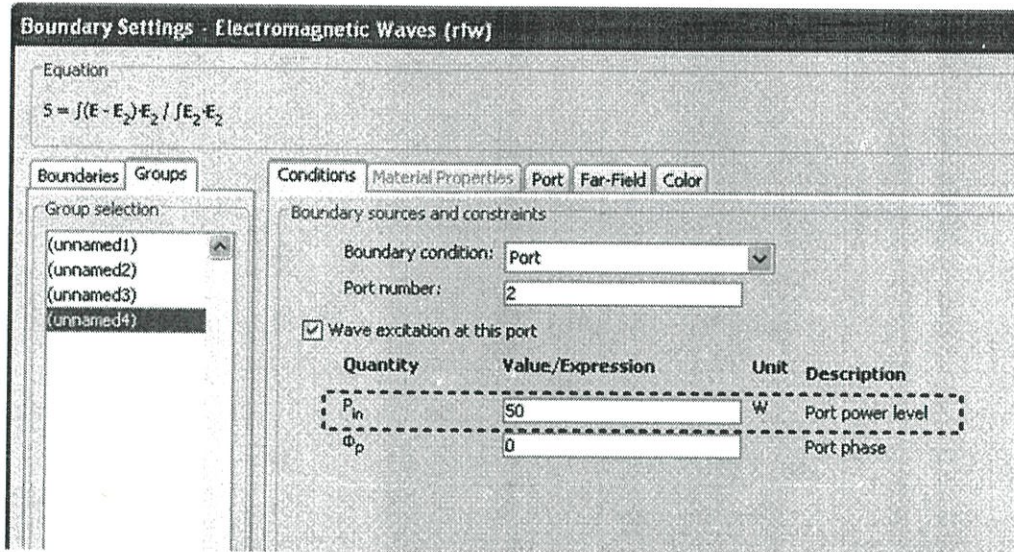 Boundary Settings - Electromagnetic Waves (rfw)
Equation
S = ∫(E - E₂)·E₂ / ∫E₂·E₂
Boundaries Groups
Conditions Material Properties Port Far-Field Color
Group selection
(unnamed1)
(unnamed2)
(unnamed3)
(unnamed4)
Boundary sources and constraints
Boundary condition: Port
Port number: 2
Wave excitation at this port
Quantity Value/Expression Unit Description
P_in 50 W Port power level
Φ_p 0 Port phase